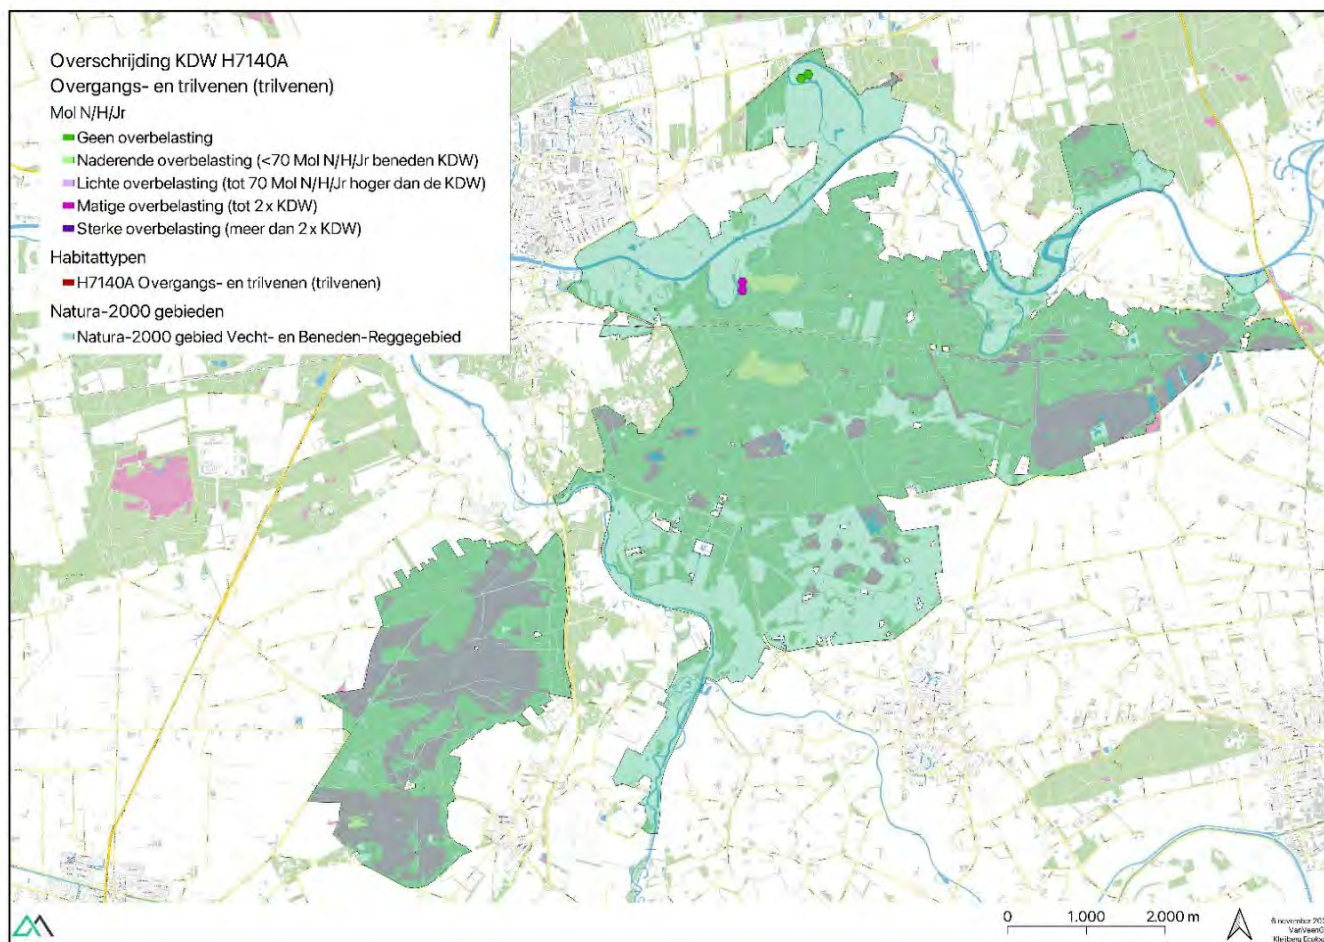 Overschrijding KDW H7140A
Overgangs- en trilvenen (trilvenen)
Mol N/H/Jr
Geen overbelasting
Naderende overbelasting (<70 Mol N/H/Jr beneden KDW)
Lichte overbelasting (tot 70 Mol N/H/Jr hoger dan de KDW)
Matige overbelasting (tot 2 x KDW)
Sterke overbelasting (meer dan 2 x KDW)
Habitattypen
H7140A Overgangs- en trilvenen (trilvenen)
Natura-2000 gebieden
Natura-2000 gebied Vecht- en Beneden-Reggegebied
0 1.000 2.000 m
6 november